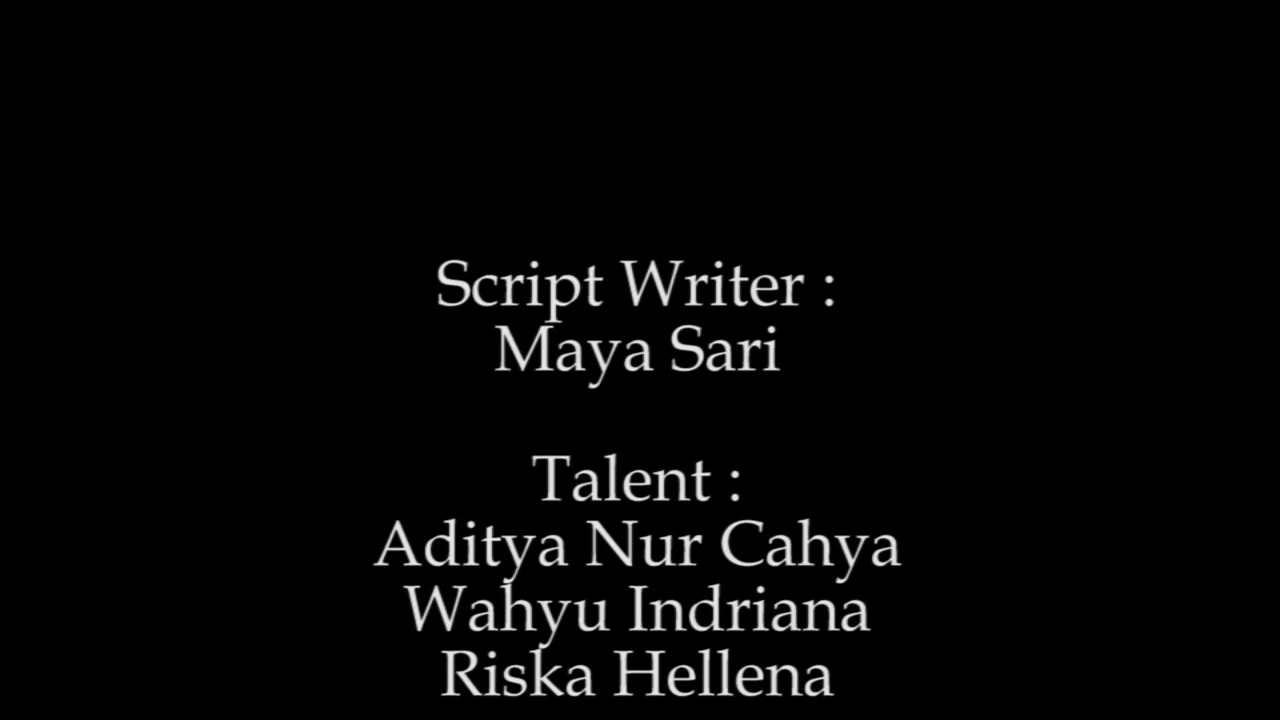 Script Writer :
Maya Sari
Talent :
Aditya Nur Cahya
Wahyu Indriana
Riska Hellena